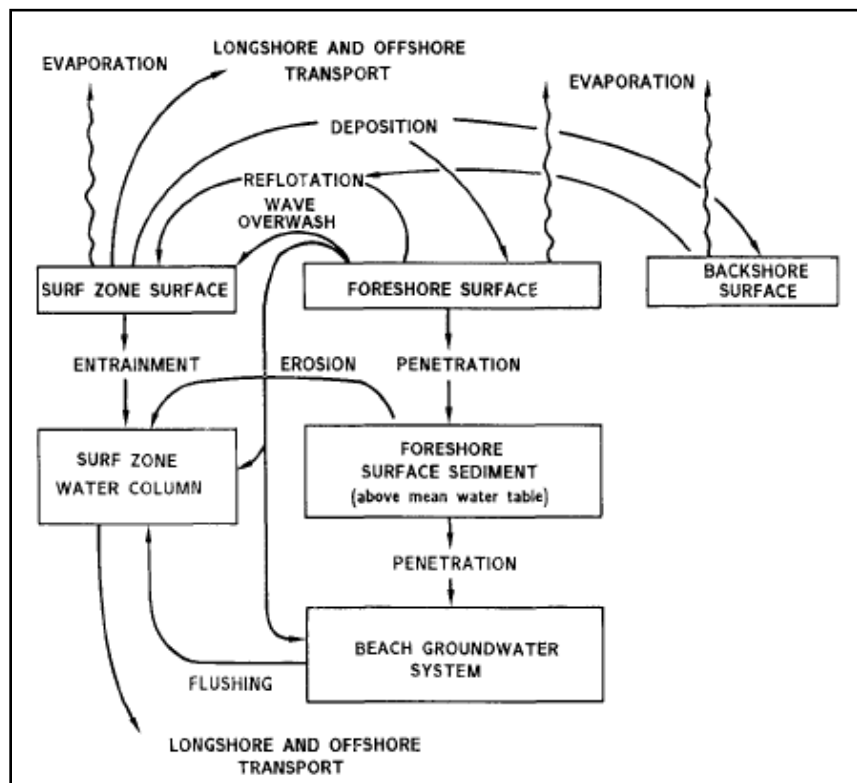 LONGSHORE AND OFFSHORE
TRANSPORT
EVAPORATION
EVAPORATION
DEPOSITION
REFLOTATION
WAVE
OVERWASH
SURF ZONE SURFACE
FORESHORE SURFACE
BACKSHORE
SURFACE
ENTRAINMENT
EROSION
PENETRATION
SURF ZONE
WATER COLUMN
FORESHORE
SURFACE SEDIMENT
(above mean water table)
PENETRATION
BEACH GROUNDWATER
SYSTEM
FLUSHING
LONGSHORE AND OFFSHORE
TRANSPORT